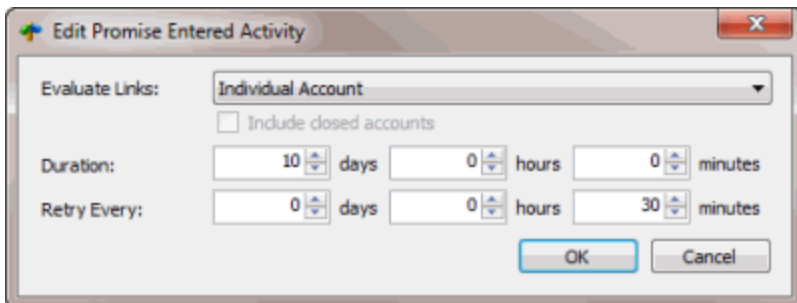 Edit Promise Entered Activity
Evaluate Links: Individual Account
Include closed accounts
Duration: 10 days 0 hours 0 minutes
Retry Every: 0 days 0 hours 30 minutes
OK Cancel